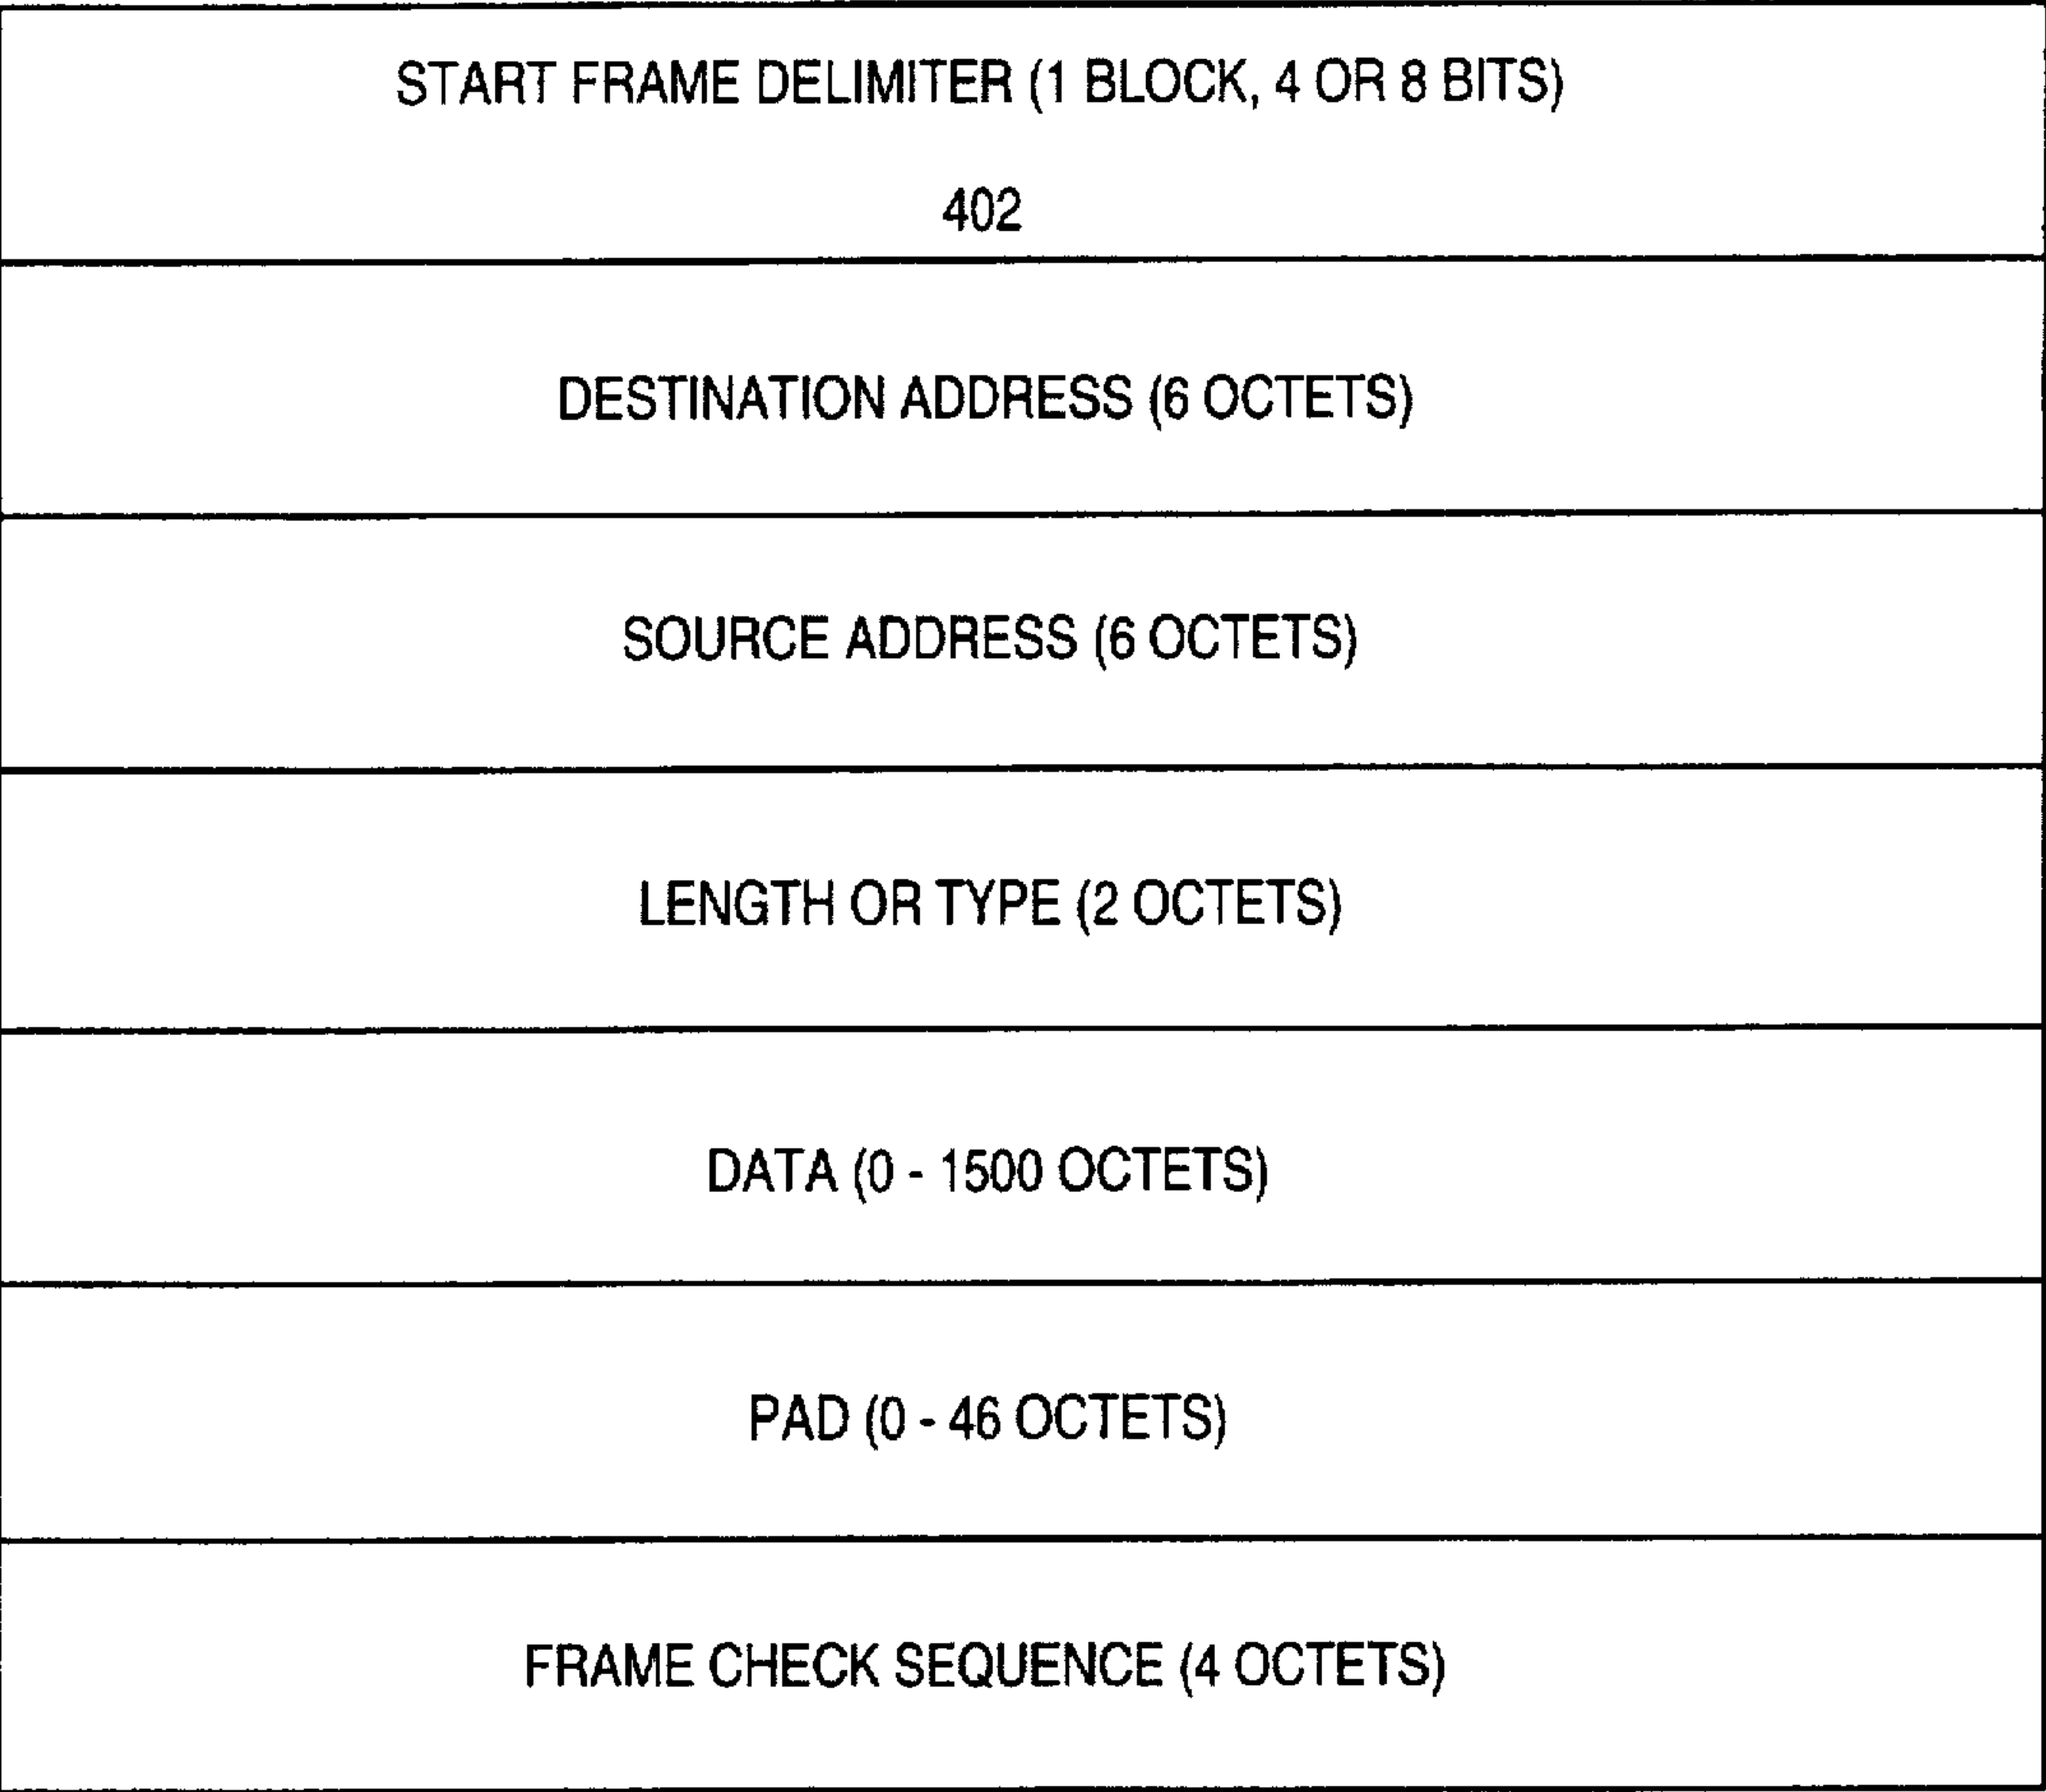 START FRAME DELIMITER (1 BLOCK, 4 OR 8 BITS)
402
DESTINATION ADDRESS (6 OCTETS)
SOURCE ADDRESS (6 OCTETS)
LENGTH OR TYPE (2 OCTETS)
DATA (0 - 1500 OCTETS)
PAD (0 - 46 OCTETS)
FRAME CHECK SEQUENCE (4 OCTETS)